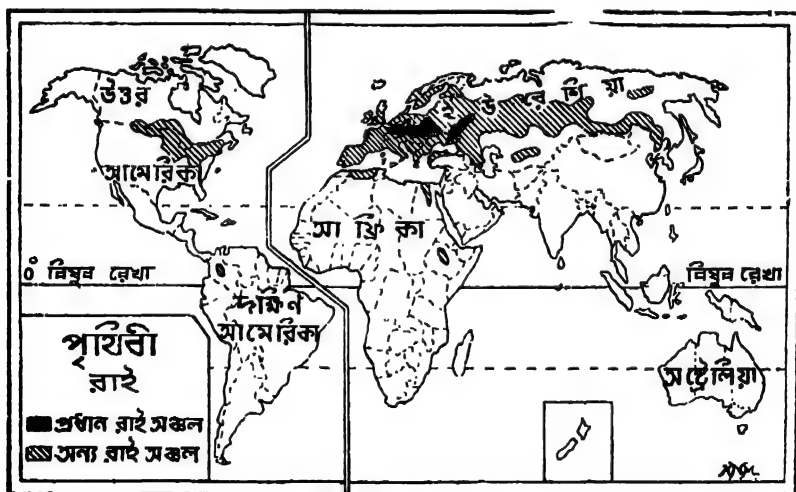 উত্তর
আমেরিকা
ইউরেশিয়া
আফ্রিকা
0° বিষুব রেখা
বিষুব রেখা
দক্ষিণ
আমেরিকা
অষ্ট্রেলিয়া
পৃথিবী
রাই
প্রধান রাই অঞ্চল
অন্য রাই অঞ্চল